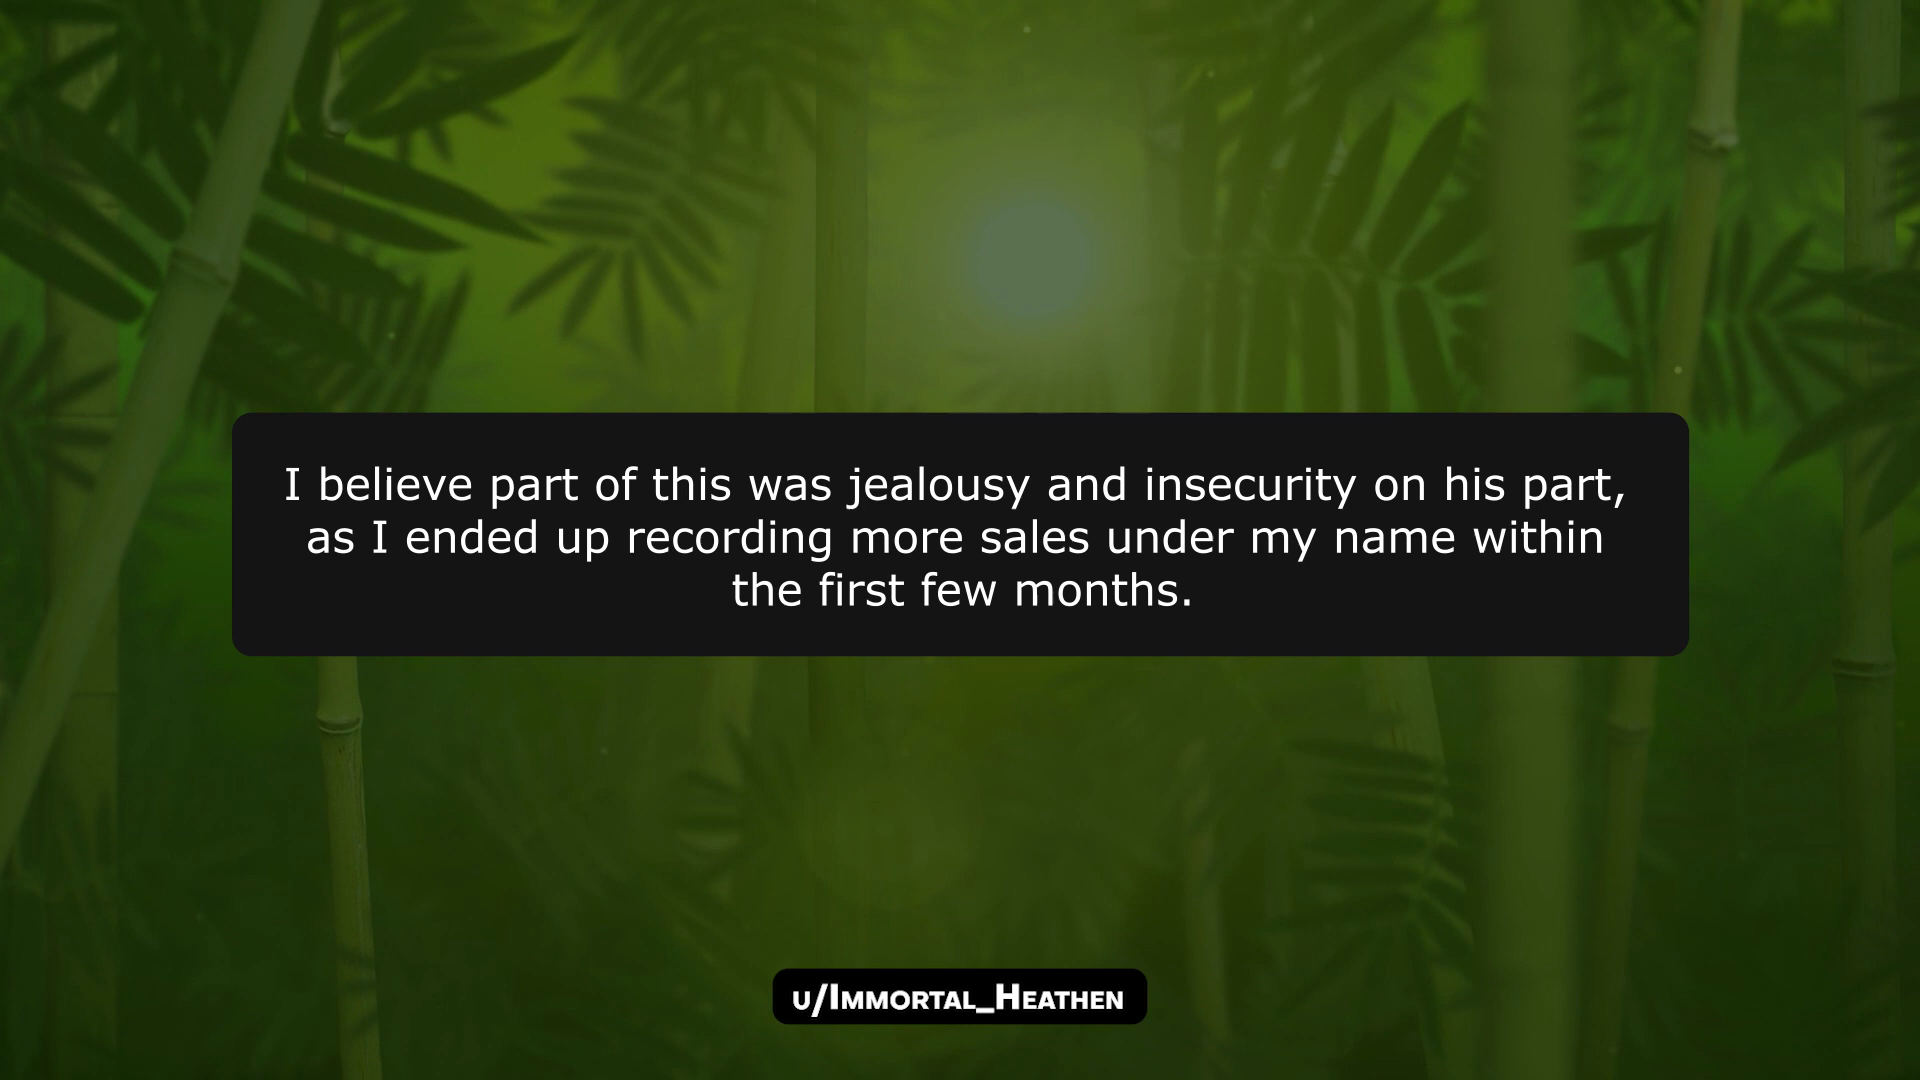 I believe part of this was jealousy and insecurity on his part,
as I ended up recording more sales under my name within
the first few months.
u/Immortal_Heathen